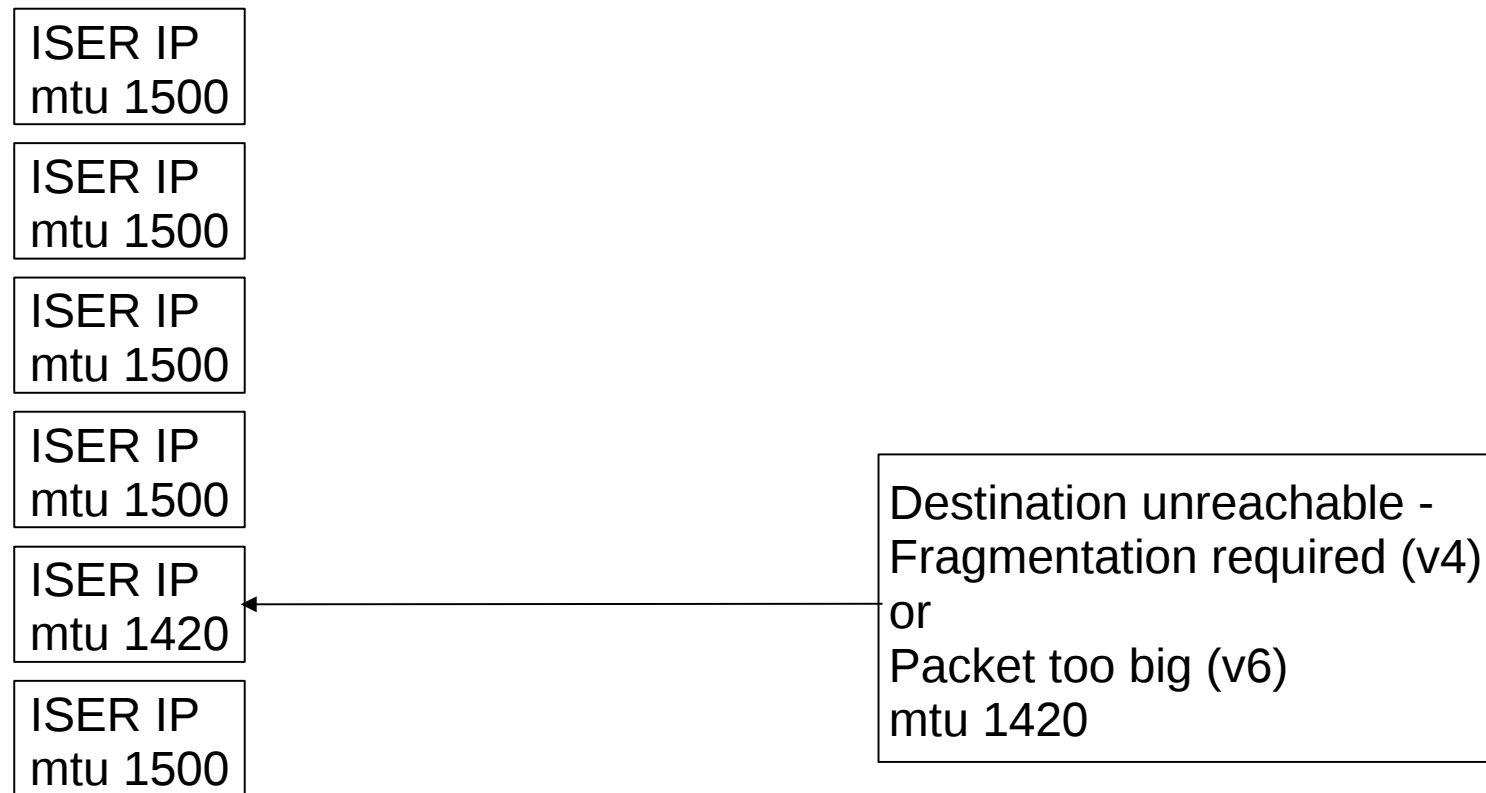 ISER IP
mtu 1500
ISER IP
mtu 1500
ISER IP
mtu 1500
ISER IP
mtu 1500
ISER IP
mtu 1420
ISER IP
mtu 1500
Destination unreachable -
Fragmentation required (v4)
or
Packet too big (v6)
mtu 1420